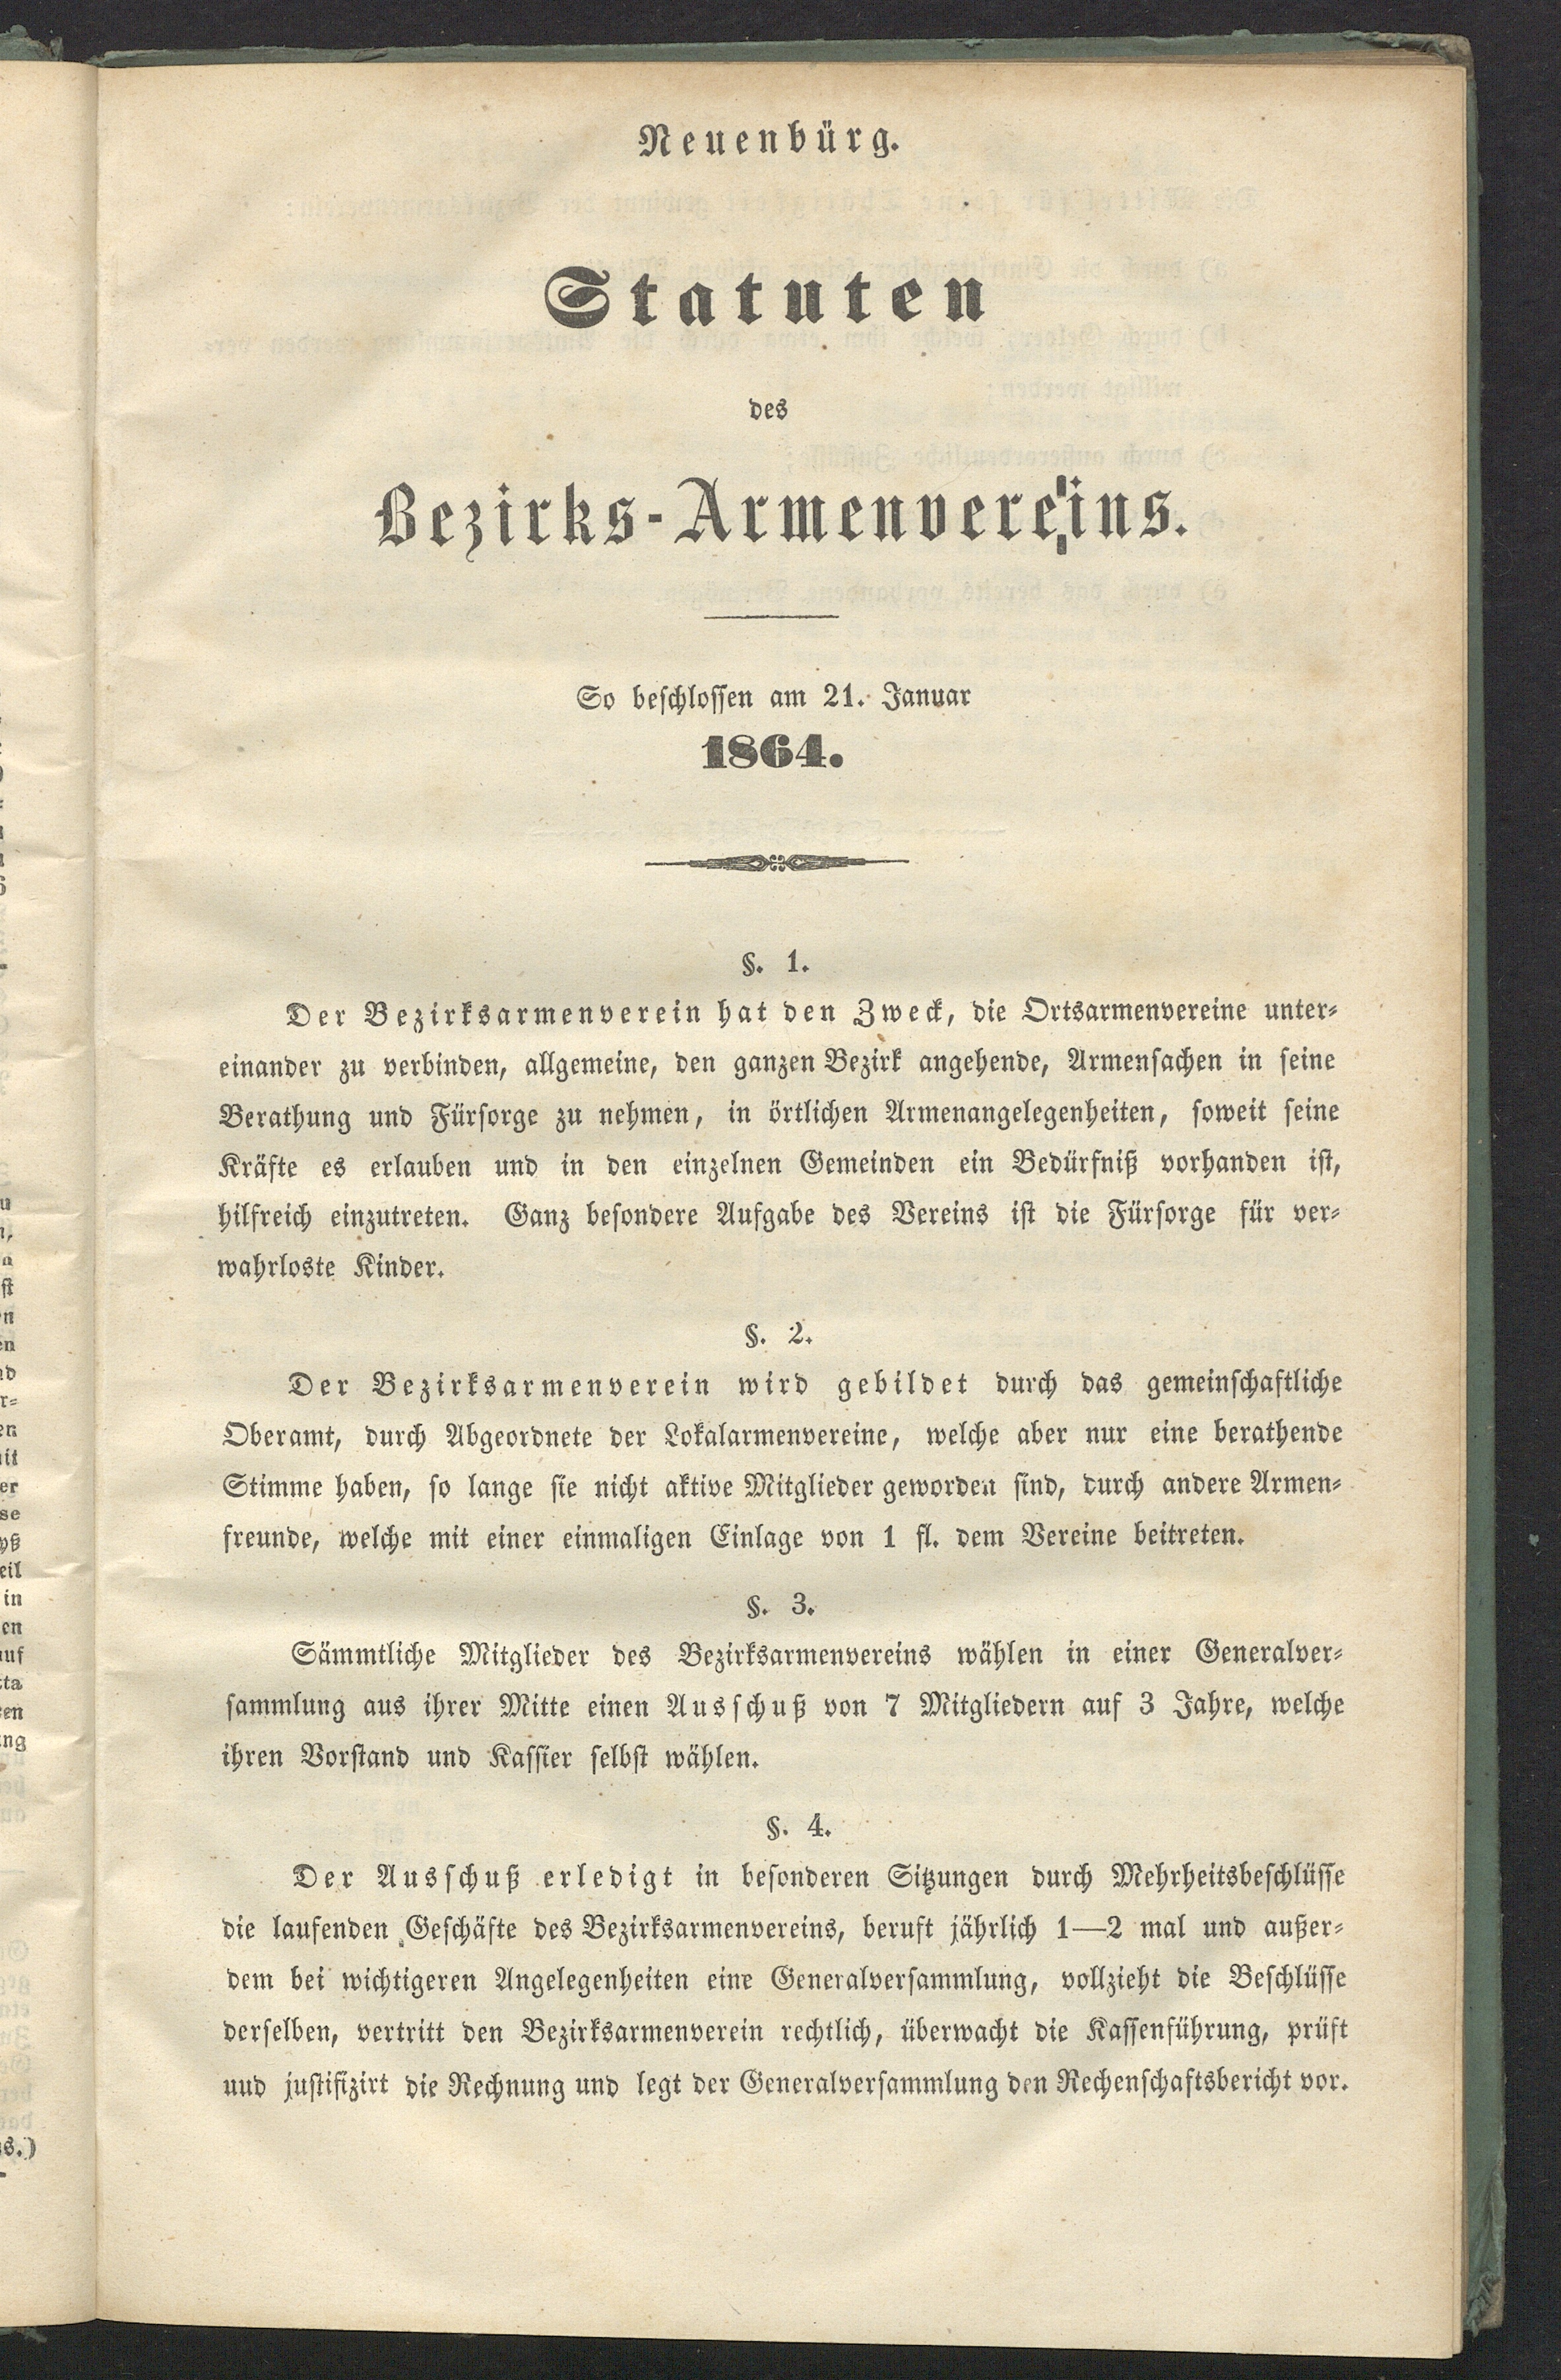 Neuenbürg.
Statuten
des
Bezirks-Armenvereins.
So beschlossen am 21. Januar
1864.
§. 1.
Der Bezirksarmenverein hat den Zweck, die Ortsarmenvereine unter-
einander zu verbinden, allgemeine, den ganzen Bezirk angehende, Armensachen in seine
Berathung und Fürsorge zu nehmen, in örtlichen Armenangelegenheiten, soweit seine
Kräfte es erlauben und in den einzelnen Gemeinden ein Bedürfniß vorhanden ist,
hilfreich einzutreten. Ganz besondere Aufgabe des Vereins ist die Fürsorge für ver-
wahrloste Kinder.
§. 2.
Der Bezirksarmenverein wird gebildet durch das gemeinschaftliche
Oberamt, durch Abgeordnete der Lokalarmenvereine, welche aber nur eine berathende
Stimme haben, so lange sie nicht aktive Mitglieder geworden sind, durch andere Armen-
freunde, welche mit einer einmaligen Einlage von 1 fl. dem Vereine beitreten.
§. 3.
Sämmtliche Mitglieder des Bezirksarmenvereins wählen in einer Generalver-
sammlung aus ihrer Mitte einen Ausschuß von 7 Mitgliedern auf 3 Jahre, welche
ihren Vorstand und Kassier selbst wählen.
§. 4.
Der Ausschuß erledigt in besonderen Sitzungen durch Mehrheitsbeschlüsse
die laufenden Geschäfte des Bezirksarmenvereins, beruft jährlich 1—2 mal und außer-
dem bei wichtigeren Angelegenheiten eine Generalversammlung, vollzieht die Beschlüsse
derselben, vertritt den Bezirksarmenverein rechtlich, überwacht die Kassenführung, prüft
uud justifizirt die Rechnung und legt der Generalversammlung den Rechenschaftsbericht vor.